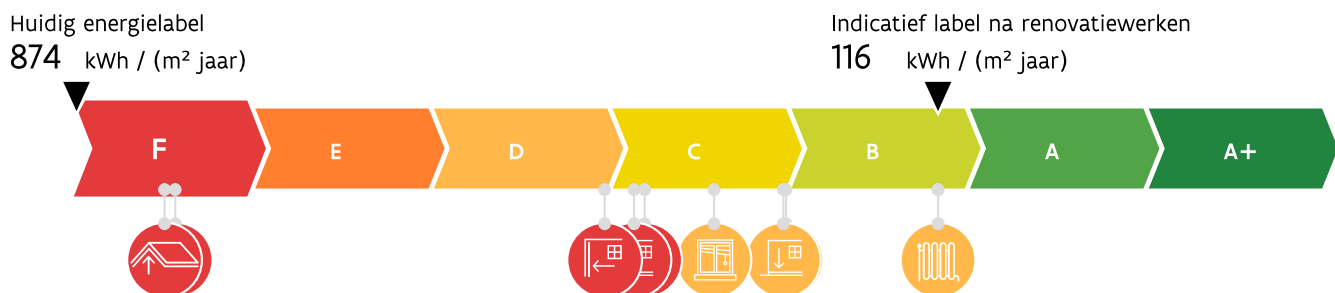 Huidig energielabel
874 kWh / (m² jaar)
Indicatief label na renovatiewerken
116 kWh / (m² jaar)
F E D C B A A+